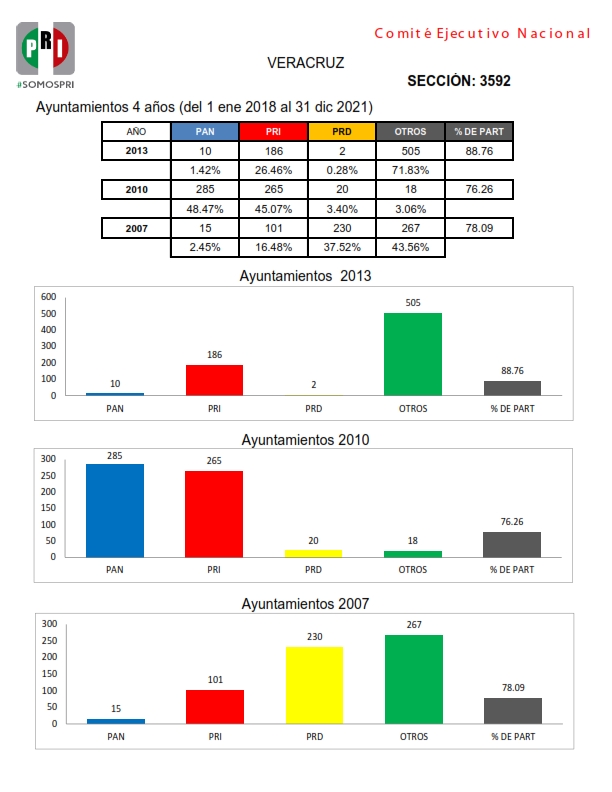 Comité Ejecutivo Nacional
PRI
#SOMOSPRI
VERACRUZ
SECCIÓN: 3592
Ayuntamientos 4 años (del 1 ene 2018 al 31 dic 2021)
AÑO PAN PRI PRD OTROS % DE PART
2013 10 186 2 505 88.76
1.42% 26.46% 0.28% 71.83%
2010 285 265 20 18 76.26
48.47% 45.07% 3.40% 3.06%
2007 15 101 230 267 78.09
2.45% 16.48% 37.52% 43.56%
Ayuntamientos 2013
600
500
400
300
200
100
0
10 186 2 505 88.76
PAN PRI PRD OTROS % DE PART
Ayuntamientos 2010
300
250
200
150
100
50
0
285 265 20 18 76.26
PAN PRI PRD OTROS % DE PART
Ayuntamientos 2007
300
250
200
150
100
50
0
15 101 230 267 78.09
PAN PRI PRD OTROS % DE PART